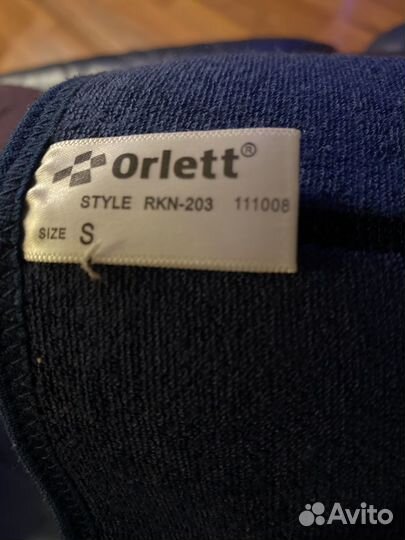 orlett®
STYLE RKN-203 111008
SIZE S
Avito